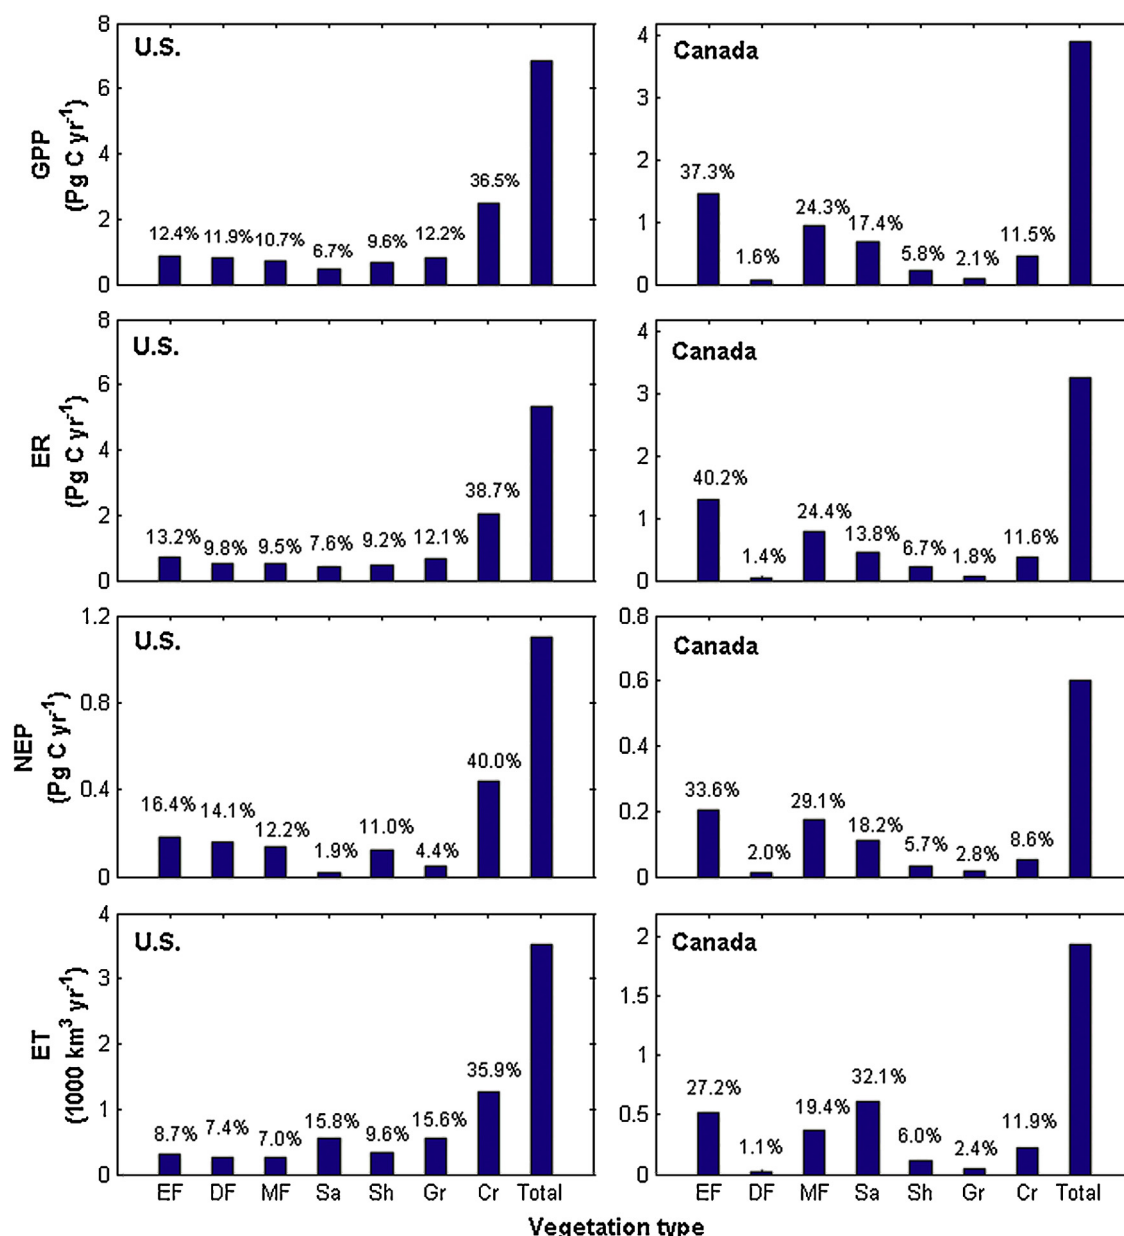 U.S.
Canada
GPP
(Pg C yr-1)
8
6
4
2
0
12.4% 11.9% 10.7% 6.7% 9.6% 12.2% 36.5%
4
3
2
1
0
37.3% 1.6% 24.3% 17.4% 5.8% 2.1% 11.5%
U.S.
Canada
ER
(Pg C yr-1)
8
6
4
2
0
13.2% 9.8% 9.5% 7.6% 9.2% 12.1% 38.7%
4
3
2
1
0
40.2% 1.4% 24.4% 13.8% 6.7% 1.8% 11.6%
U.S.
Canada
NEP
(Pg C yr-1)
1.2
0.8
0.4
0
16.4% 14.1% 12.2% 1.9% 11.0% 4.4% 40.0%
0.8
0.6
0.4
0.2
0
33.6% 2.0% 29.1% 18.2% 5.7% 2.8% 8.6%
U.S.
Canada
ET
(1000 km3 yr-1)
4
3
2
1
0
8.7% 7.4% 7.0% 15.8% 9.6% 15.6% 35.9%
2
1.5
1
0.5
0
27.2% 1.1% 19.4% 32.1% 6.0% 2.4% 11.9%
EF DF MF Sa Sh Gr Cr Total
EF DF MF Sa Sh Gr Cr Total
Vegetation type